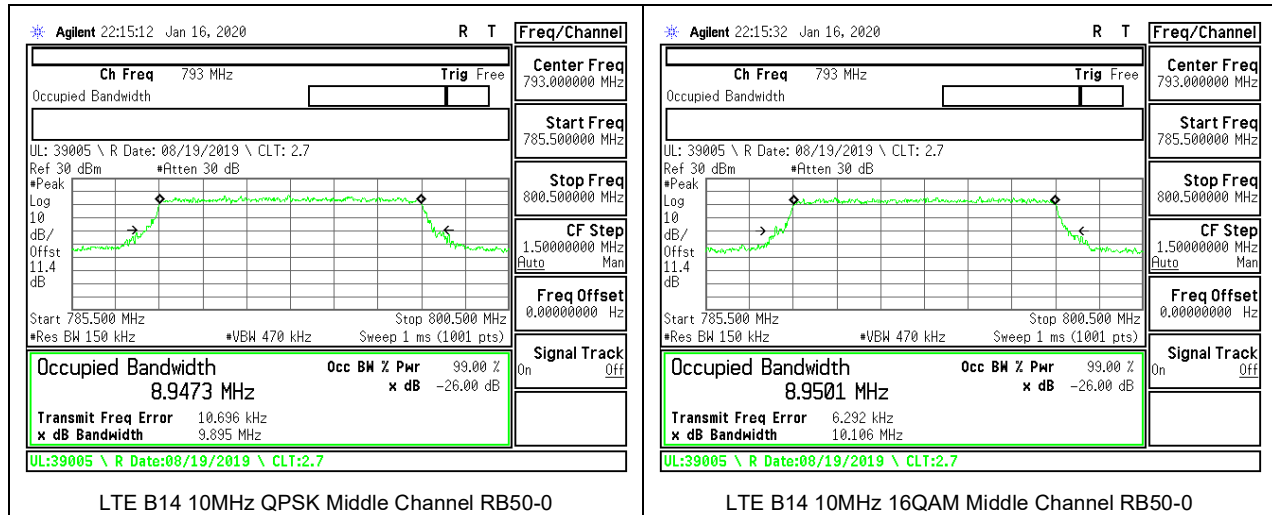 Agilent 22:15:12 Jan 16, 2020 R T
Freq/Channel
Ch Freq 793 MHz Trig Free
Occupied Bandwidth
Center Freq
793.000000 MHz
Start Freq
785.500000 MHz
UL: 39005 \ R Date: 08/19/2019 \ CLT: 2.7
Ref 30 dBm #Atten 30 dB
#Peak
Log
10
dB/
Offst
11.4
dB
Stop Freq
800.500000 MHz
CF Step
1.50000000 MHz
Auto Man
Freq Offset
0.00000000 Hz
Start 785.500 MHz Stop 800.500 MHz
#Res BW 150 kHz #VBW 470 kHz Sweep 1 ms (1001 pts)
Signal Track
On Off
Occupied Bandwidth Occ BW % Pwr 99.00 %
8.9473 MHz x dB -26.00 dB
Transmit Freq Error 10.696 kHz
x dB Bandwidth 9.895 MHz
UL:39005 \ R Date:08/19/2019 \ CLT:2.7
LTE B14 10MHz QPSK Middle Channel RB50-0
Agilent 22:15:32 Jan 16, 2020 R T
Freq/Channel
Ch Freq 793 MHz Trig Free
Occupied Bandwidth
Center Freq
793.000000 MHz
Start Freq
785.500000 MHz
UL: 39005 \ R Date: 08/19/2019 \ CLT: 2.7
Ref 30 dBm #Atten 30 dB
#Peak
Log
10
dB/
Offst
11.4
dB
Stop Freq
800.500000 MHz
CF Step
1.50000000 MHz
Auto Man
Freq Offset
0.00000000 Hz
Start 785.500 MHz Stop 800.500 MHz
#Res BW 150 kHz #VBW 470 kHz Sweep 1 ms (1001 pts)
Signal Track
On Off
Occupied Bandwidth Occ BW % Pwr 99.00 %
8.9501 MHz x dB -26.00 dB
Transmit Freq Error 6.292 kHz
x dB Bandwidth 10.106 MHz
UL:39005 \ R Date:08/19/2019 \ CLT:2.7
LTE B14 10MHz 16QAM Middle Channel RB50-0